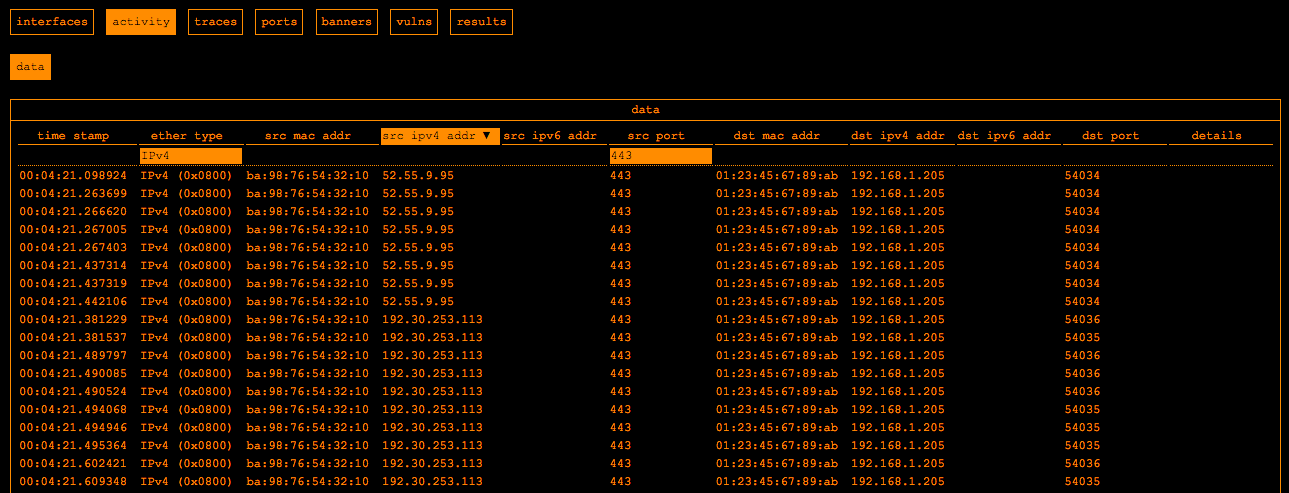 interfaces activity traces ports banners vulns results
data
data
time stamp ether type src mac addr src ipv4 addr ▼ src ipv6 addr src port dst mac addr dst ipv4 addr dst ipv6 addr dst port details
IPv4 443
00:04:21.098924 IPv4 (0x0800) ba:98:76:54:32:10 52.55.9.95 443 01:23:45:67:89:ab 192.168.1.205 54034
00:04:21.263699 IPv4 (0x0800) ba:98:76:54:32:10 52.55.9.95 443 01:23:45:67:89:ab 192.168.1.205 54034
00:04:21.266620 IPv4 (0x0800) ba:98:76:54:32:10 52.55.9.95 443 01:23:45:67:89:ab 192.168.1.205 54034
00:04:21.267005 IPv4 (0x0800) ba:98:76:54:32:10 52.55.9.95 443 01:23:45:67:89:ab 192.168.1.205 54034
00:04:21.267403 IPv4 (0x0800) ba:98:76:54:32:10 52.55.9.95 443 01:23:45:67:89:ab 192.168.1.205 54034
00:04:21.437314 IPv4 (0x0800) ba:98:76:54:32:10 52.55.9.95 443 01:23:45:67:89:ab 192.168.1.205 54034
00:04:21.437319 IPv4 (0x0800) ba:98:76:54:32:10 52.55.9.95 443 01:23:45:67:89:ab 192.168.1.205 54034
00:04:21.442106 IPv4 (0x0800) ba:98:76:54:32:10 52.55.9.95 443 01:23:45:67:89:ab 192.168.1.205 54034
00:04:21.381229 IPv4 (0x0800) ba:98:76:54:32:10 192.30.253.113 443 01:23:45:67:89:ab 192.168.1.205 54036
00:04:21.381537 IPv4 (0x0800) ba:98:76:54:32:10 192.30.253.113 443 01:23:45:67:89:ab 192.168.1.205 54035
00:04:21.489797 IPv4 (0x0800) ba:98:76:54:32:10 192.30.253.113 443 01:23:45:67:89:ab 192.168.1.205 54036
00:04:21.490085 IPv4 (0x0800) ba:98:76:54:32:10 192.30.253.113 443 01:23:45:67:89:ab 192.168.1.205 54036
00:04:21.490524 IPv4 (0x0800) ba:98:76:54:32:10 192.30.253.113 443 01:23:45:67:89:ab 192.168.1.205 54036
00:04:21.494068 IPv4 (0x0800) ba:98:76:54:32:10 192.30.253.113 443 01:23:45:67:89:ab 192.168.1.205 54035
00:04:21.494946 IPv4 (0x0800) ba:98:76:54:32:10 192.30.253.113 443 01:23:45:67:89:ab 192.168.1.205 54035
00:04:21.495364 IPv4 (0x0800) ba:98:76:54:32:10 192.30.253.113 443 01:23:45:67:89:ab 192.168.1.205 54035
00:04:21.602421 IPv4 (0x0800) ba:98:76:54:32:10 192.30.253.113 443 01:23:45:67:89:ab 192.168.1.205 54036
00:04:21.609348 IPv4 (0x0800) ba:98:76:54:32:10 192.30.253.113 443 01:23:45:67:89:ab 192.168.1.205 54035